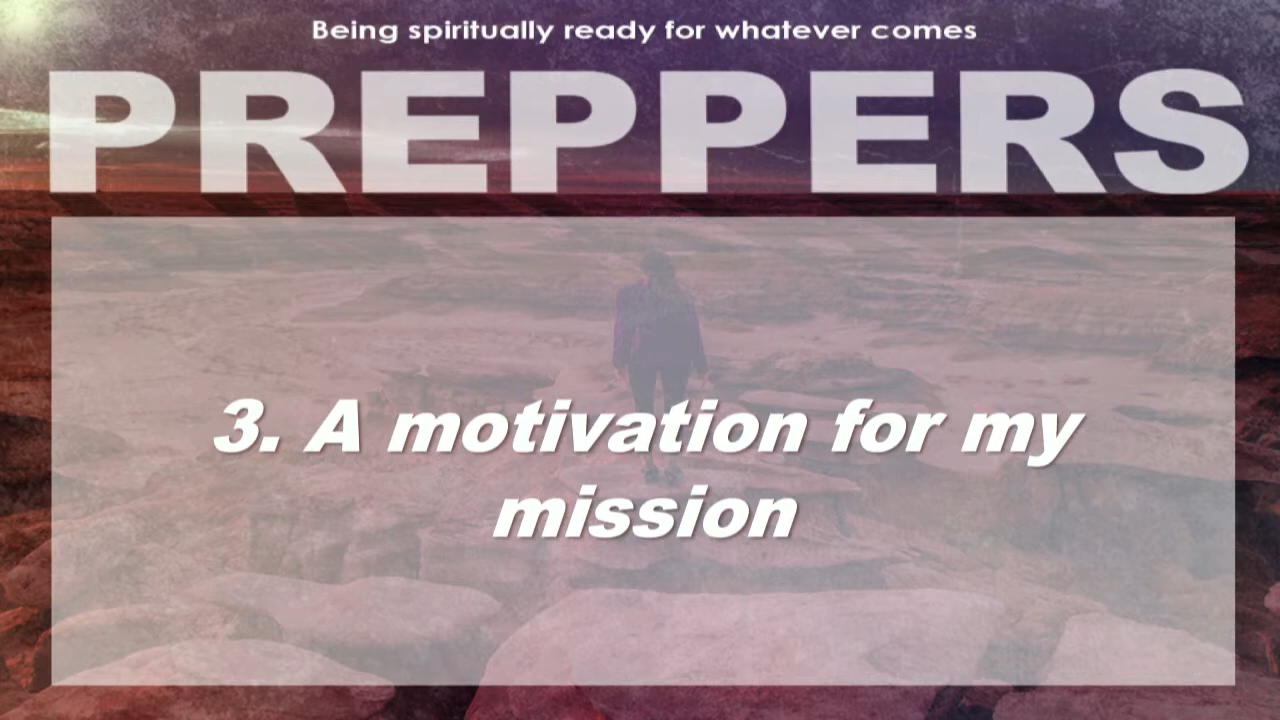 Being spiritually ready for whatever comes
PREPPERS
3. A motivation for my
mission